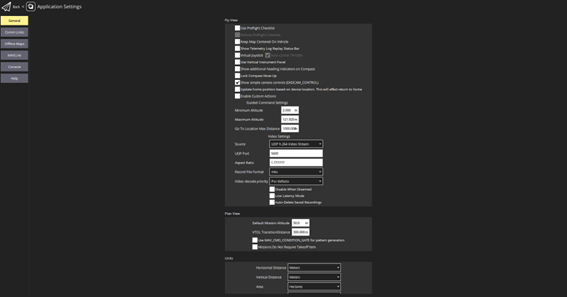 Back < Application Settings
General
Comm Links
Offline Maps
MAVLink
Console
Help
Fly View
Use Preflight Checklist
Enforce Preflight Checklist
Keep Map Centered On Vehicle
Show Telemetry Log Replay Status Bar
Virtual Joystick Auto-Center Throttle
Use Vertical Instrument Panel
Show additional heading indicators on Compass
Lock Compass Nose-Up
Show simple camera controls (DIGICAM_CONTROL)
Update home position based on device location. This will affect return to home
Enable Custom Actions
Guided Command Settings
Minimum Altitude 2.000
Maximum Altitude 121.920 m
Go To Location Max Distance 1000.000
Video Settings
Source UDP h.264 Video Stream
UDP Port 5600
Aspect Ratio 1.777777
Record File Format mkv
Video decode priority Per default
Disable When Disarmed
Low Latency Mode
Auto-Delete Saved Recordings
Plan View
Default Mission Altitude 50.0 m
VTOL TransitionDistance 300.000 m
Use MAV_CMD_CONDITION_GATE for pattern generation
Missions Do Not Require Takeoff Item
Units
Horizontal Distance Meters
Vertical Distance Meters
Area Hectares